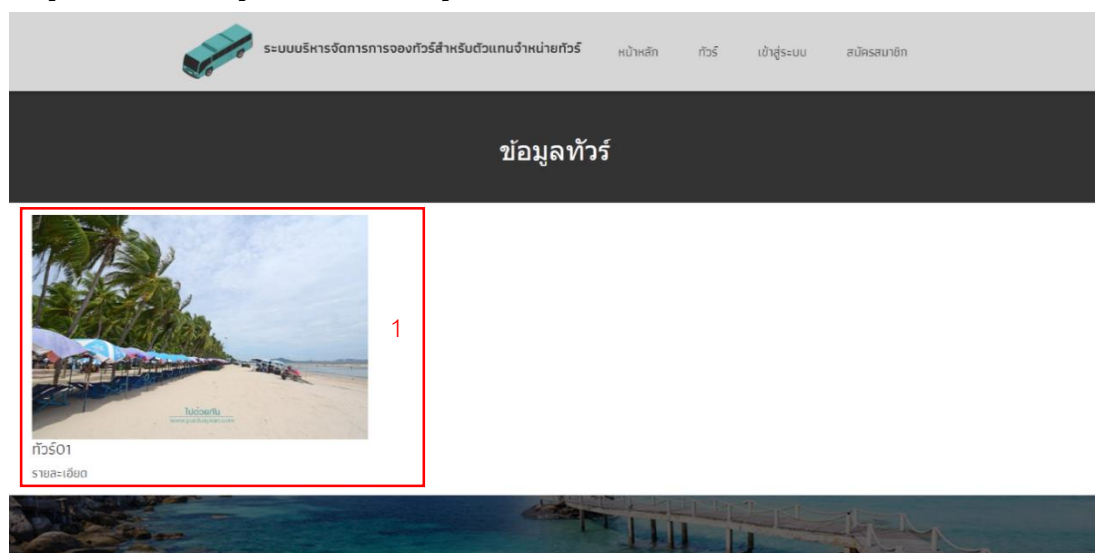 ระบบบริหารจัดการการจองทัวร์สำหรับตัวแทนจำหน่ายทัวร์ หน้าหลัก ทัวร์ เข้าสู่ระบบ สมัครสมาชิก
ข้อมูลทัวร์
1
ไปด้วยกัน
ทัวร์01
รายละเอียด